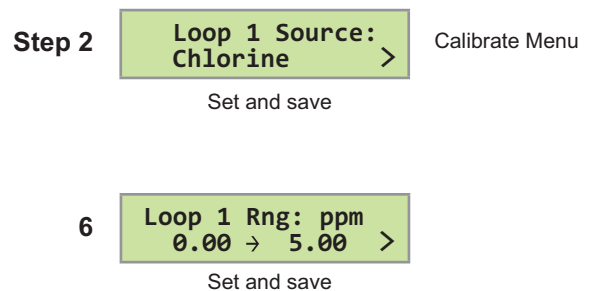 Step 2
Loop 1 Source:
Chlorine >
Calibrate Menu
Set and save
6
Loop 1 Rng: ppm
0.00 → 5.00 >
Set and save